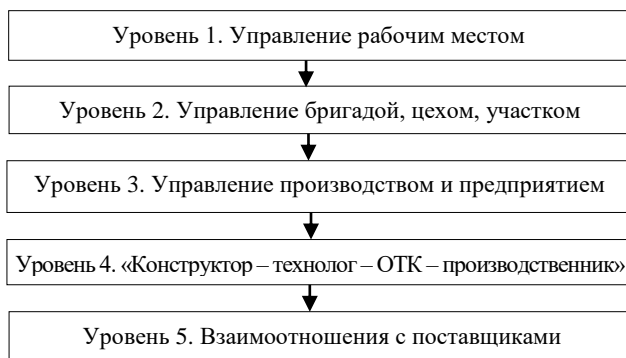 Уровень 1. Управление рабочим местом
Уровень 2. Управление бригадой, цехом, участком
Уровень 3. Управление производством и предприятием
Уровень 4. «Конструктор – технолог – ОТК – производственник»
Уровень 5. Взаимоотношения с поставщиками